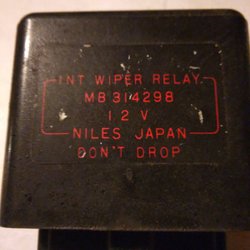 INT WIPER RELAY
MB314298
12V
NILES JAPAN
DON'T DROP